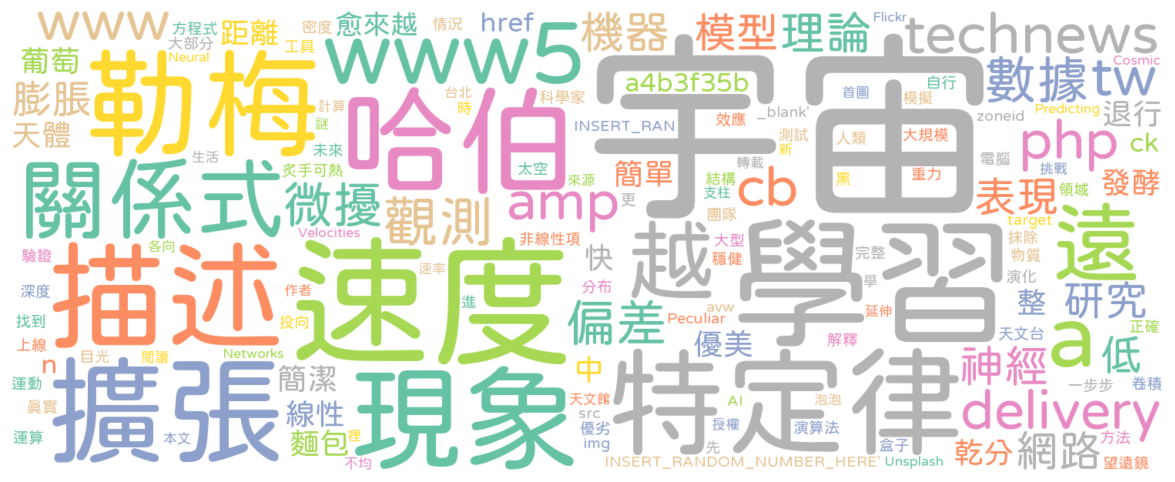 www
方程式
大部分
距離
密度
愈來越
情況
href
機器
模型
理論
Flickr
technews
葡萄
Neural
工具
www5
a4b3f35b
自行
數據
tw
Cosmic
膨脹
勒梅
計算
台北
時
科學家
哈伯
宇宙
首圖
模擬
Predicting
天體
謎
INSERT_RAN
效應
_blank'
zoneid
退行
生活
未來
炙手可熱
太空
來源
測試
新
人類
大規模
php
ck
關係式
微擾
觀測
amp
簡單
結構
支柱
轉載
cb
黑
重力
電腦
挑戰
表現
領域
發酵
更
團隊
target
Velocities
非線性項
大型
穩健
越
學習
完整
抹除
物質
遠
驗證
各向
描述
速率
速度
快
學
演化
深度
作者
進
分布
avw
延伸
整
研究
找到
投向
偏差
Peculiar
優美
解釋
天文台
正確
上線
n
目光
閱讀
Networks
中
特定律
神經
a
低
運動
擴張
簡潔
現象
天文館
AI
泡泡
一步步
卷積
真實
線性
src
優劣
授權
演算法
delivery
運算
本文
麵包
裡
img
先
盒子
乾分
網路
方法
不均
INSERT_RANDOM_NUMBER_HERE'
Unsplash
望遠鏡